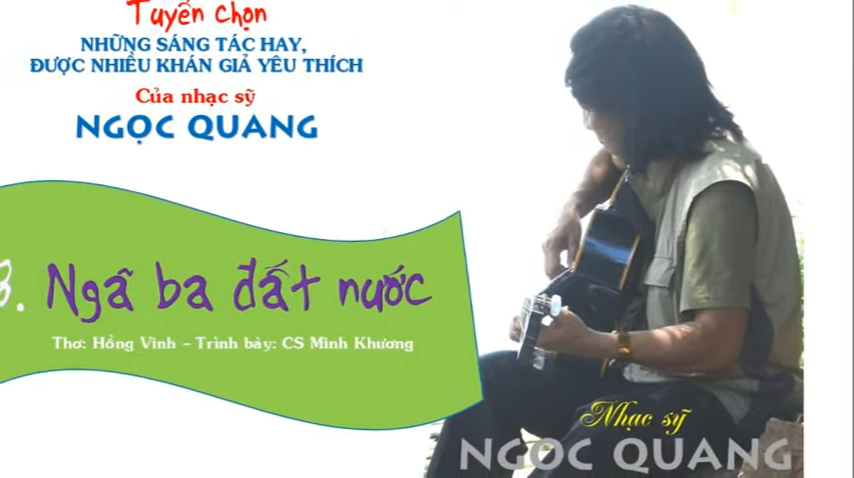 Tuyển chọn
NHỮNG SÁNG TÁC HAY,
ĐƯỢC NHIỀU KHÁN GIẢ YÊU THÍCH
Của nhạc sỹ
NGỌC QUANG
8. Ngã ba đất nước
Thơ: Hồng Vinh – Trình bày: CS Minh Khương
Nhạc sỹ
NGỌC QUANG